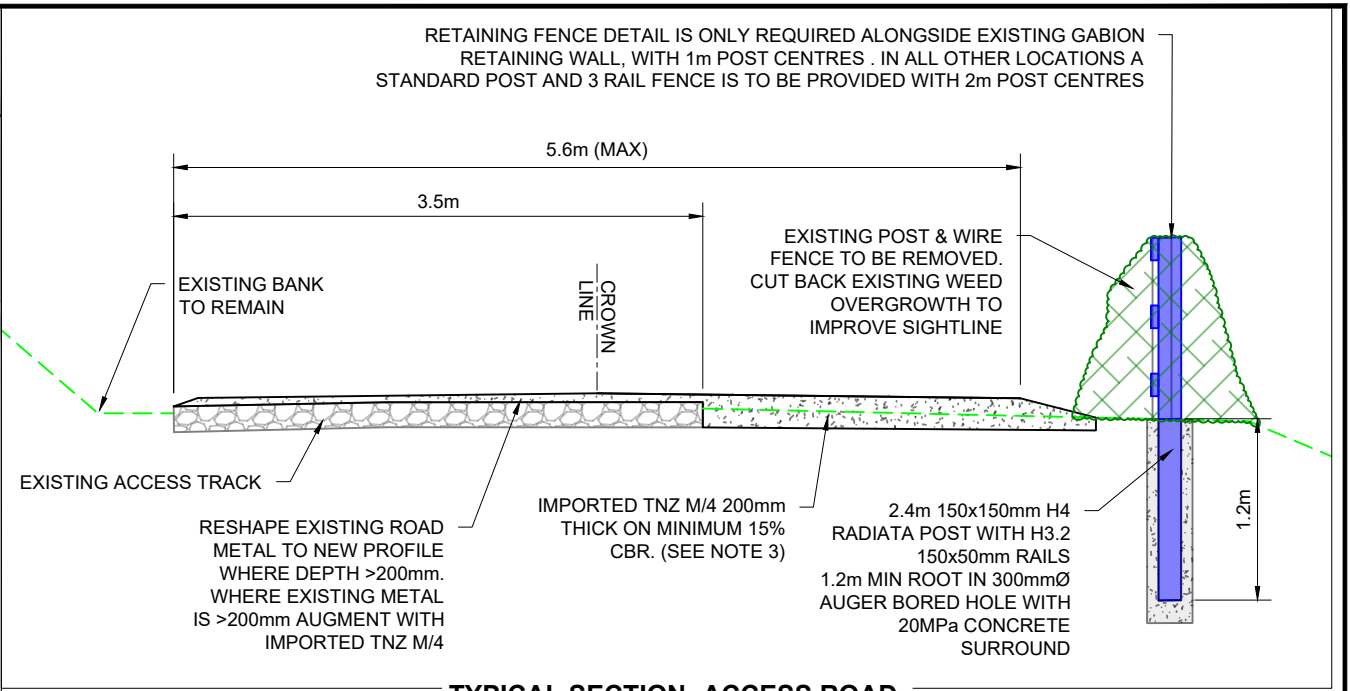 RETAINING FENCE DETAIL IS ONLY REQUIRED ALONGSIDE EXISTING GABION
RETAINING WALL, WITH 1m POST CENTRES . IN ALL OTHER LOCATIONS A
STANDARD POST AND 3 RAIL FENCE IS TO BE PROVIDED WITH 2m POST CENTRES
5.6m (MAX)
3.5m
EXISTING BANK
TO REMAIN
CROWN
LINE
EXISTING POST & WIRE
FENCE TO BE REMOVED.
CUT BACK EXISTING WEED
OVERGROWTH TO
IMPROVE SIGHTLINE
EXISTING ACCESS TRACK
RESHAPE EXISTING ROAD
METAL TO NEW PROFILE
WHERE DEPTH >200mm.
WHERE EXISTING METAL
IS >200mm AUGMENT WITH
IMPORTED TNZ M/4
IMPORTED TNZ M/4 200mm
THICK ON MINIMUM 15%
CBR. (SEE NOTE 3)
2.4m 150x150mm H4
RADIATA POST WITH H3.2
150x50mm RAILS
1.2m MIN ROOT IN 300mmØ
AUGER BORED HOLE WITH
20MPa CONCRETE
SURROUND
1.2m
TYPICAL SECTION ACCESS ROAD